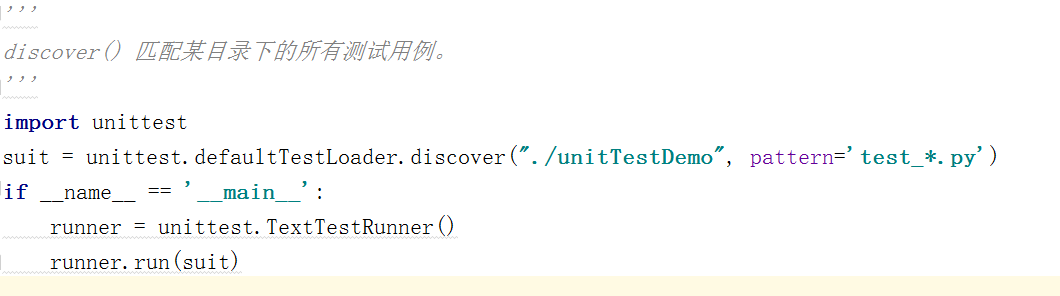 '''
discover() 匹配某目录下的所有测试用例。
'''
import unittest
suit = unittest.defaultTestLoader.discover("./unitTestDemo", pattern='test_*.py')
if __name__ == '__main__':
    runner = unittest.TextTestRunner()
    runner.run(suit)